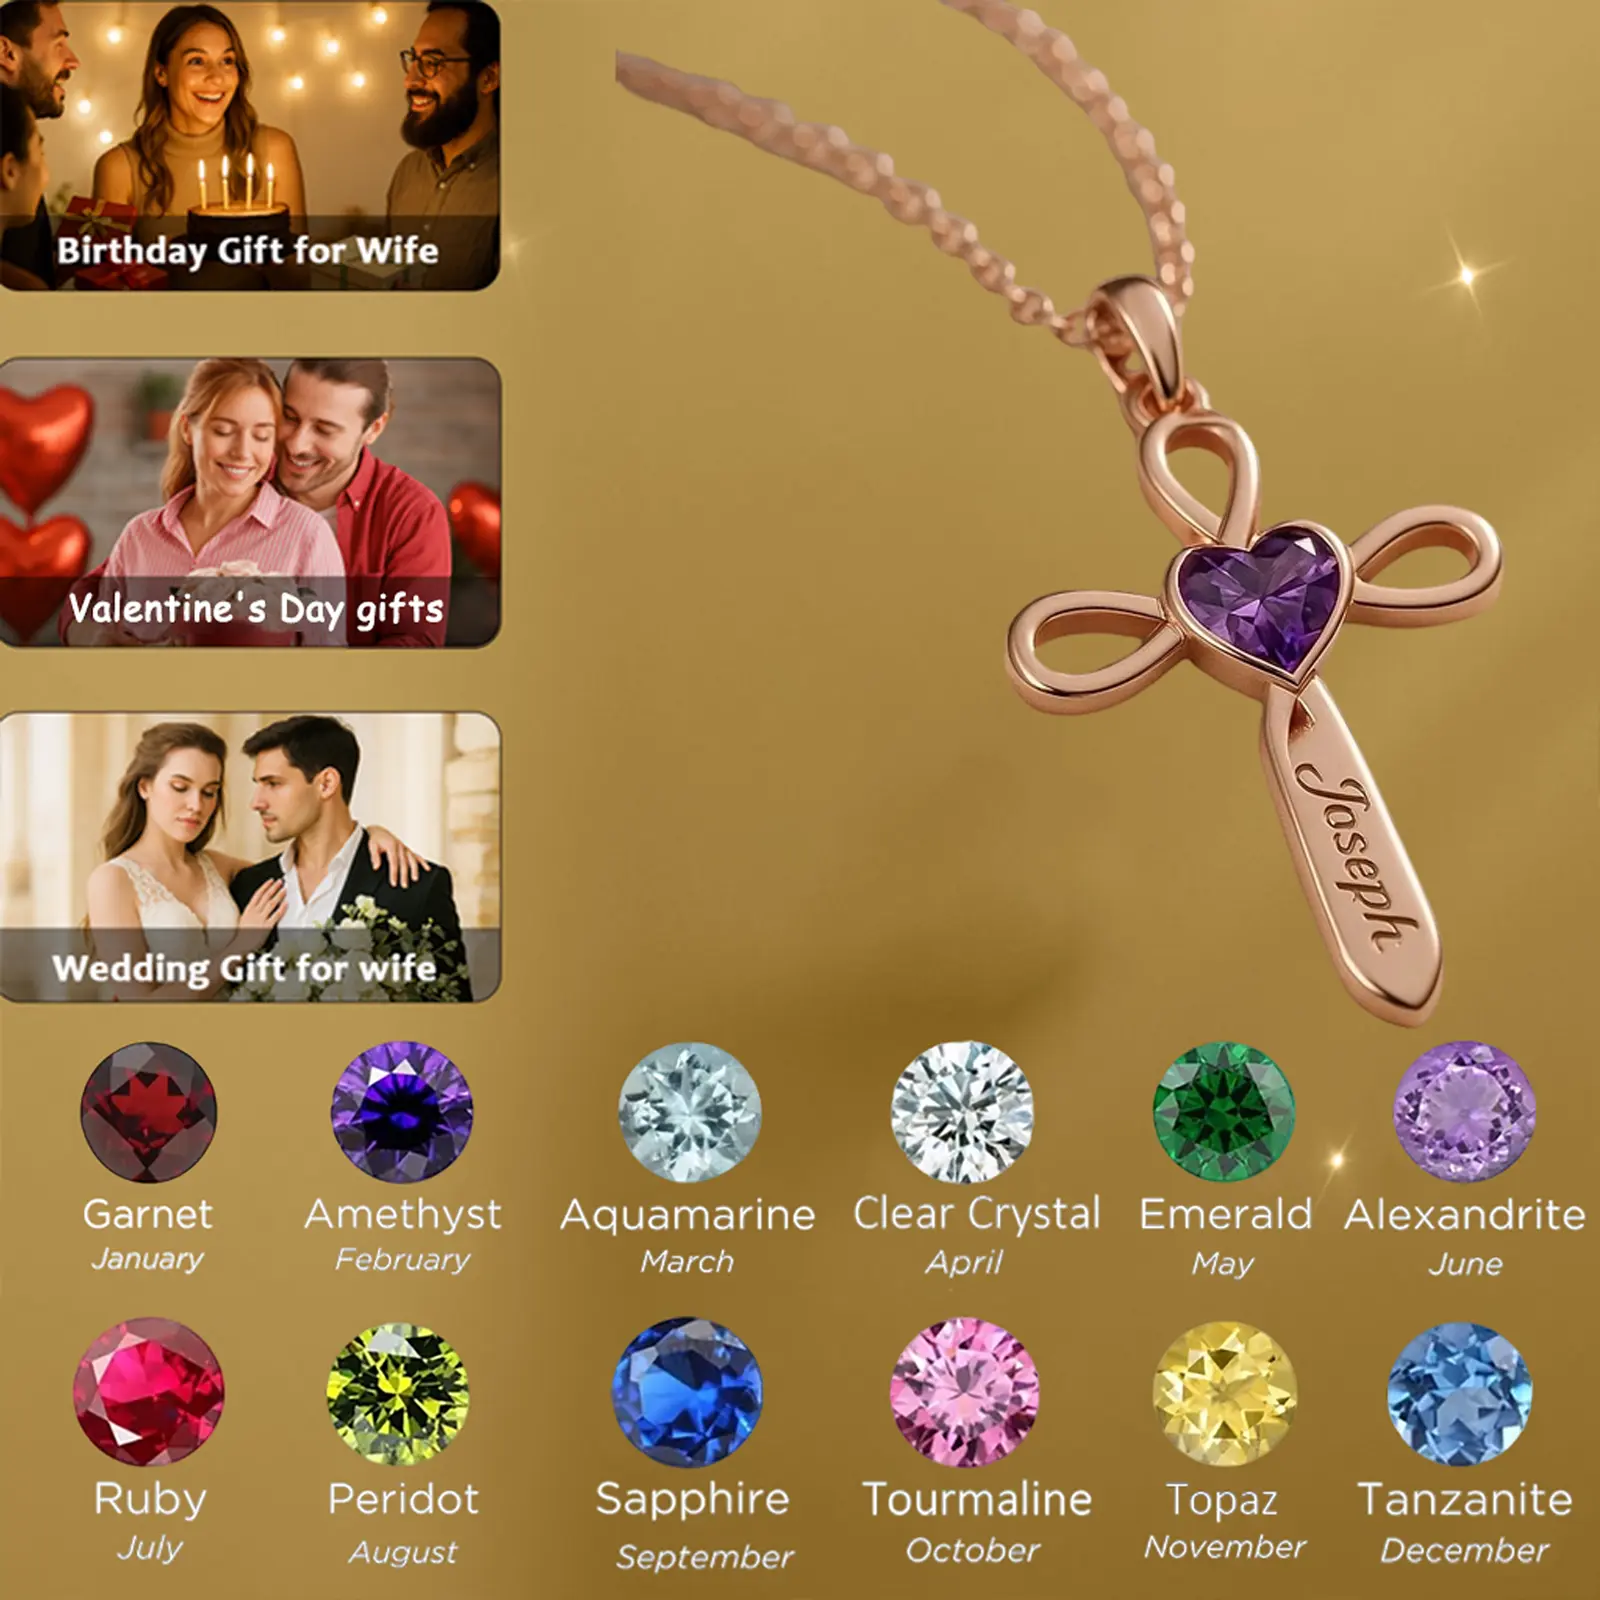 Birthday Gift for Wife
Valentine's Day gifts
Wedding Gift for wife
Joseph
Garnet
January
Amethyst
February
Aquamarine
March
Clear Crystal
April
Emerald
May
Alexandrite
June
Ruby
July
Peridot
August
Sapphire
September
Tourmaline
October
Topaz
November
Tanzanite
December